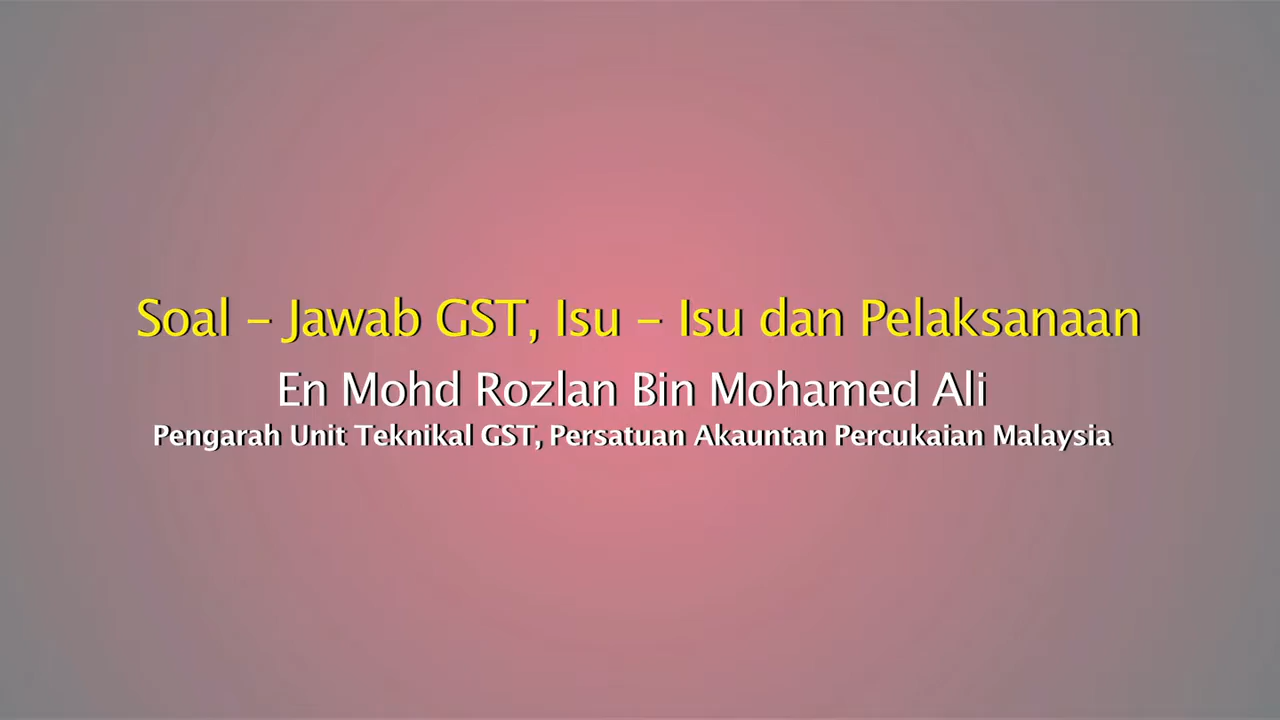 Soal – Jawab GST, Isu – Isu dan Pelaksanaan
En Mohd Rozlan Bin Mohamed Ali
Pengarah Unit Teknikal GST, Persatuan Akauntan Percukaian Malaysia